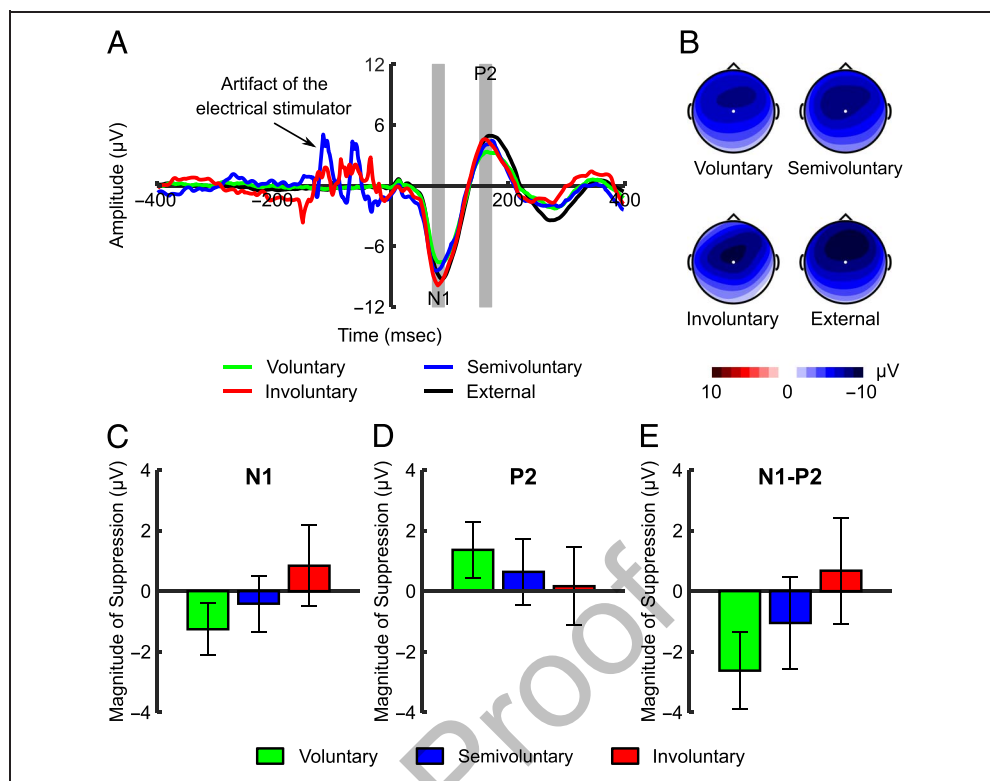 A
12
6
−6
−12
−400
−200
200
400
Amplitude (µV)
Time (msec)
Artifact of the
electrical stimulator
P2
N1
Voluntary
Semivoluntary
Involuntary
External
B
Voluntary
Semivoluntary
Involuntary
External
10
0
−10
µV
C
N1
Magnitude of Suppression (µV)
4
2
0
−2
−4
D
P2
Magnitude of Suppression (µV)
4
2
0
−2
−4
E
N1-P2
Magnitude of Suppression (µV)
4
2
0
−2
−4
Voluntary
Semivoluntary
Involuntary
Proof